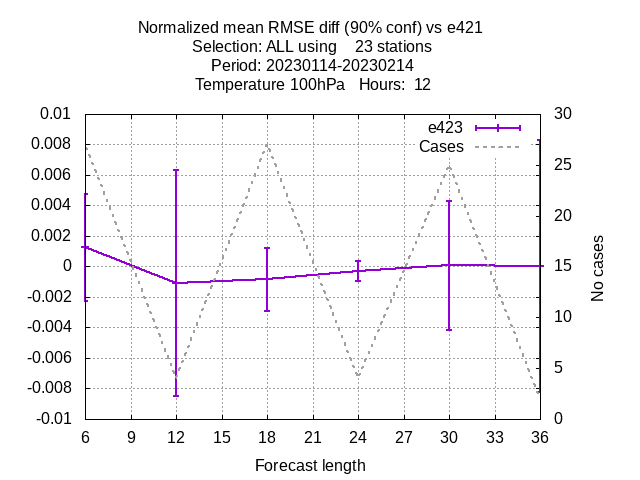 Normalized mean RMSE diff (90% conf) vs e421
Selection: ALL using    23 stations
Period: 20230114-20230214
Temperature 100hPa   Hours:  12
e423
Cases
0.01
0.008
0.006
0.004
0.002
0
-0.002
-0.004
-0.006
-0.008
-0.01
30
25
20
15
10
5
0
No cases
6 9 12 15 18 21 24 27 30 33 36
Forecast length